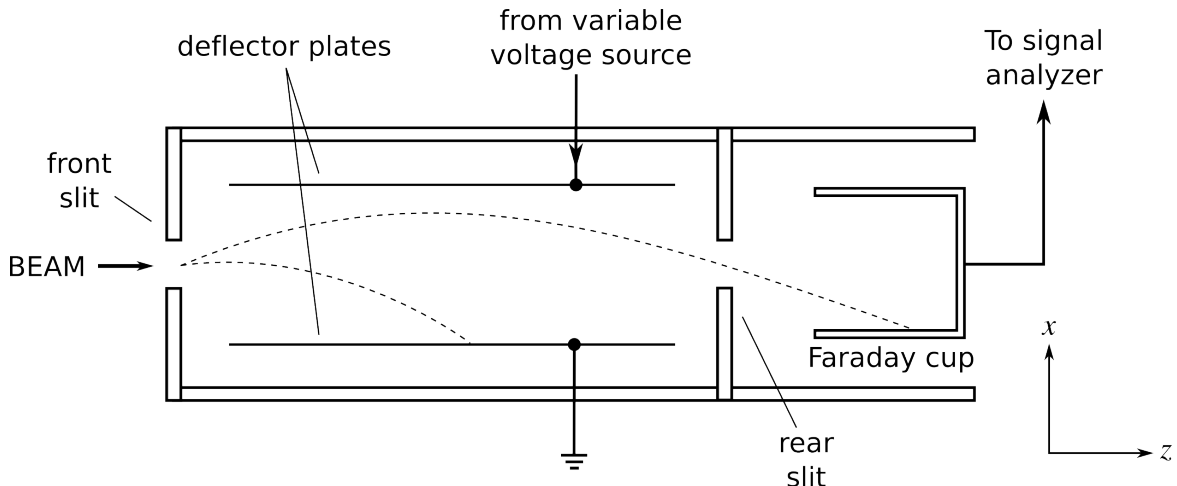 from variable
voltage source
deflector plates
To signal
analyzer
front
slit
BEAM
x
Faraday cup
rear
slit
z